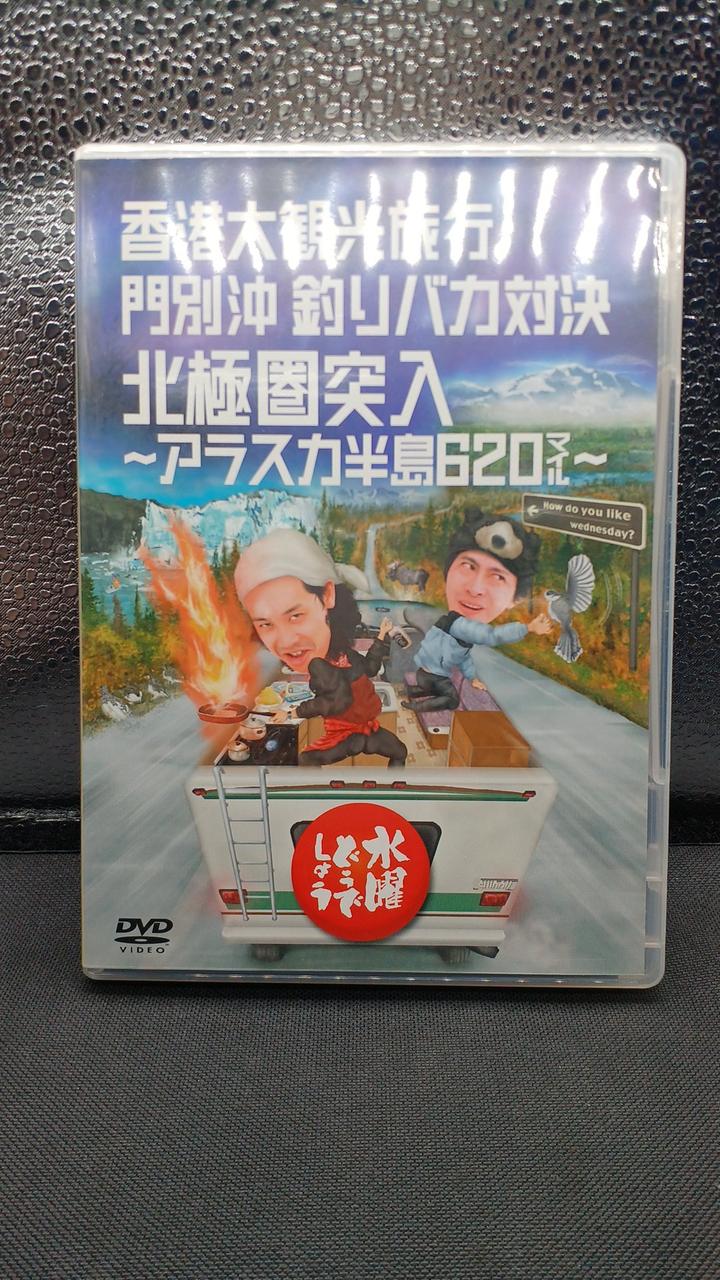 香港大観光旅行
門別沖 釣りバカ対決
北極圏突入
~アラスカ半島620マイル~
How do you like
wednesday?
水曜
どうで
しょう
DVD
VIDEO